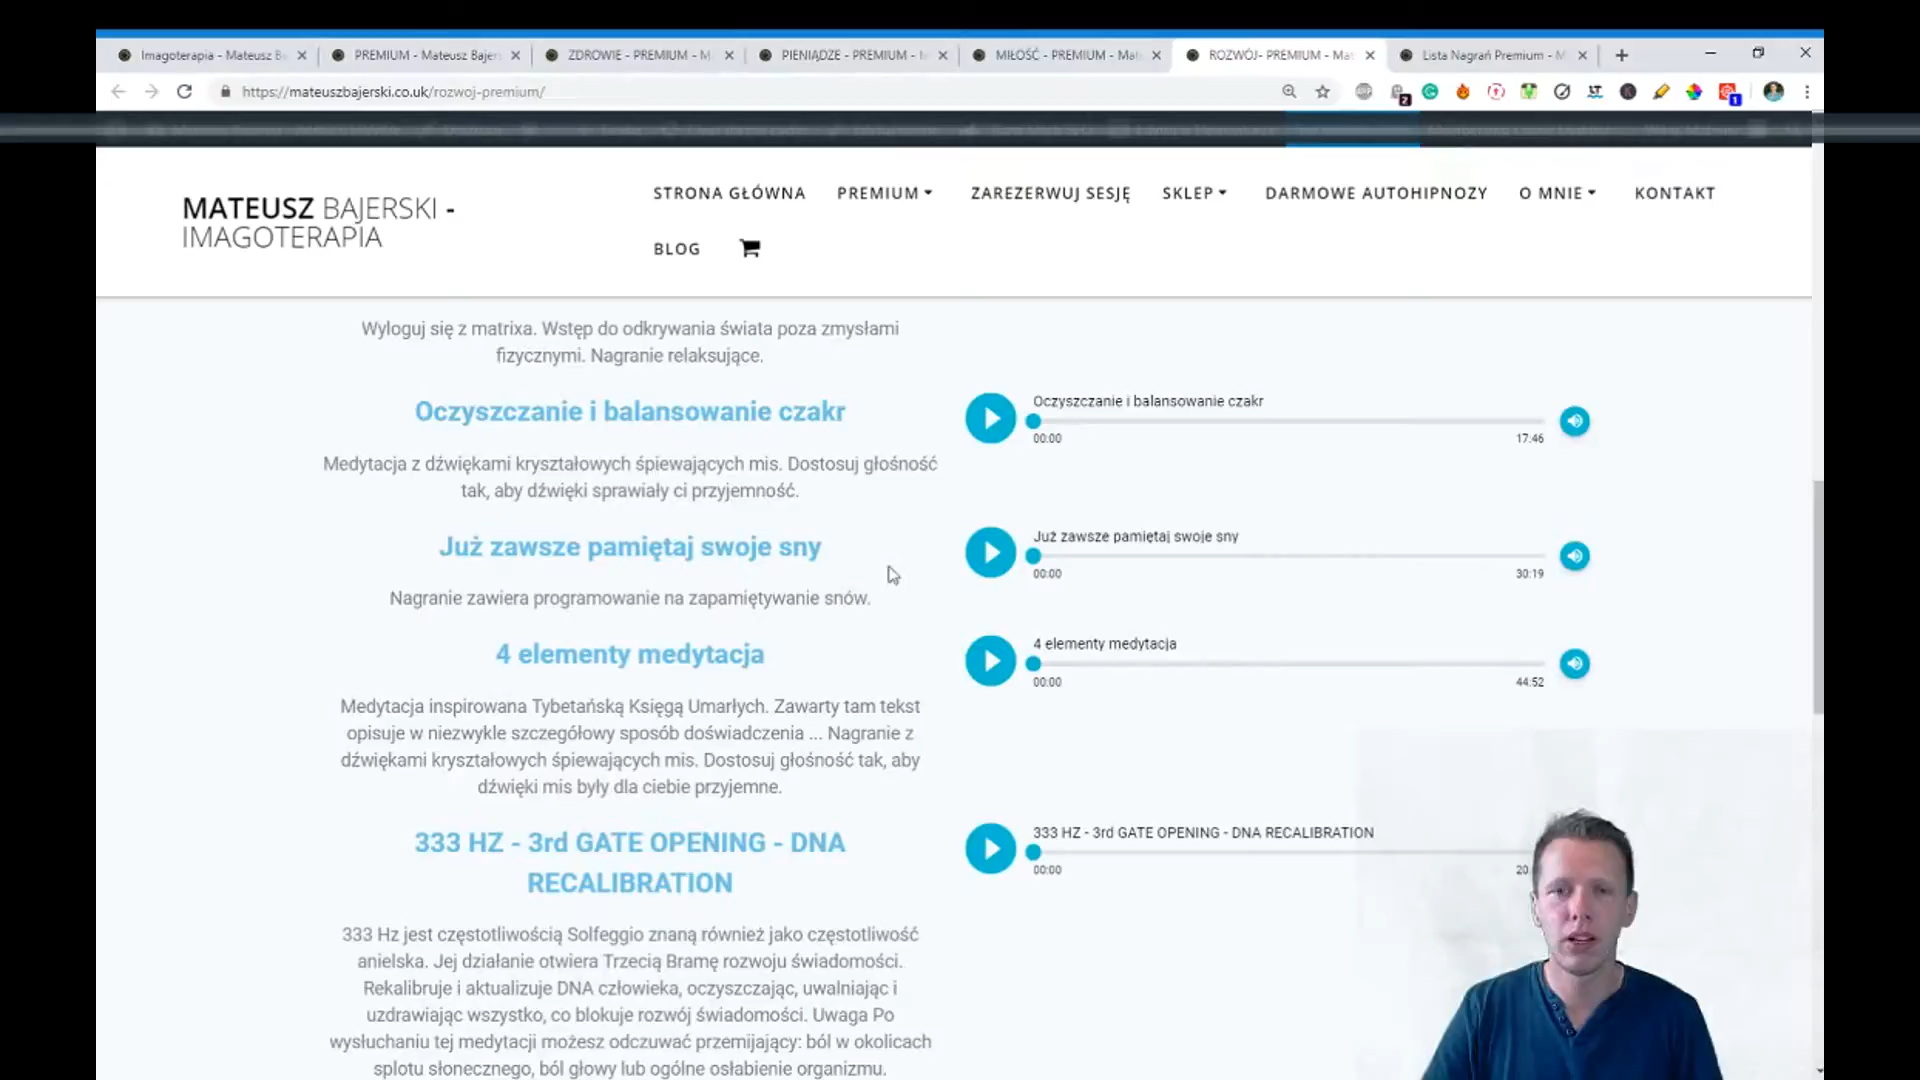 Imagoterapia - Mateusz B
PREMIUM - Mateusz Bajer
ZDROWIE - PREMIUM - M
PIENIĄDZE - PREMIUM -
MIŁOŚĆ - PREMIUM - Mat
ROZWÓJ- PREMIUM - Ma
Lista Nagrań Premium - M
https://mateuszbajerski.co.uk/rozwoj-premium/
2
1
MATEUSZ BAJERSKI -
IMAGOTERAPIA
STRONA GŁÓWNA
PREMIUM
ZAREZERWUJ SESJĘ
SKLEP
DARMOWE AUTOHIPNOZY
O MNIE
KONTAKT
BLOG
Wyloguj się z matrixa. Wstęp do odkrywania świata poza zmysłami
fizycznymi. Nagranie relaksujące.
Oczyszczanie i balansowanie czakr
Medytacja z dźwiękami kryształowych śpiewających mis. Dostosuj głośność
tak, aby dźwięki sprawiały ci przyjemność.
Oczyszczanie i balansowanie czakr
00:00
17:46
Już zawsze pamiętaj swoje sny
Nagranie zawiera programowanie na zapamiętywanie snów.
Już zawsze pamiętaj swoje sny
00:00
30:19
4 elementy medytacja
Medytacja inspirowana Tybetańską Księgą Umarłych. Zawarty tam tekst
opisuje w niezwykle szczegółowy sposób doświadczenia ... Nagranie z
dźwiękami kryształowych śpiewających mis. Dostosuj głośność tak, aby
dźwięki mis były dla ciebie przyjemne.
4 elementy medytacja
00:00
44:52
333 HZ - 3rd GATE OPENING - DNA
RECALIBRATION
333 Hz jest częstotliwością Solfeggio znaną również jako częstotliwość
anielska. Jej działanie otwiera Trzecią Bramę rozwoju świadomości.
Rekalibruje i aktualizuje DNA człowieka, oczyszczając, uwalniając i
uzdrawiając wszystko, co blokuje rozwój świadomości. Uwaga Po
wysłuchaniu tej medytacji możesz odczuwać przemijający: ból w okolicach
splotu słonecznego, ból głowy lub ogólne osłabienie organizmu.
333 HZ - 3rd GATE OPENING - DNA RECALIBRATION
00:00
20